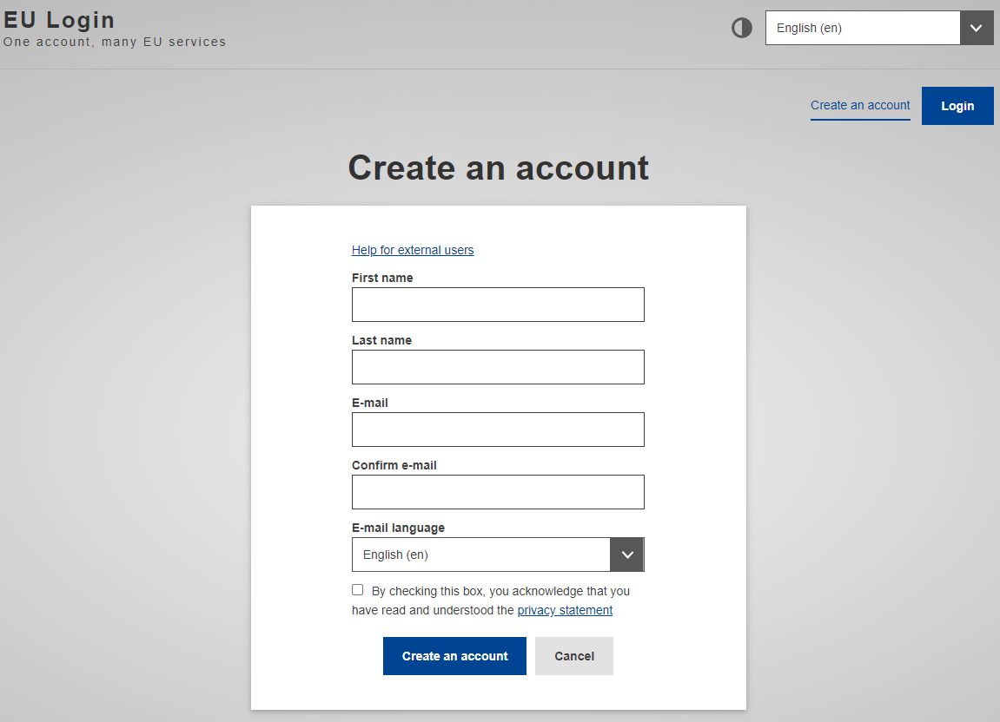 EU Login
One account, many EU services
English (en)
Create an account
Login
Create an account
Help for external users
First name
Last name
E-mail
Confirm e-mail
E-mail language
English (en)
By checking this box, you acknowledge that you
have read and understood the privacy statement
Create an account
Cancel